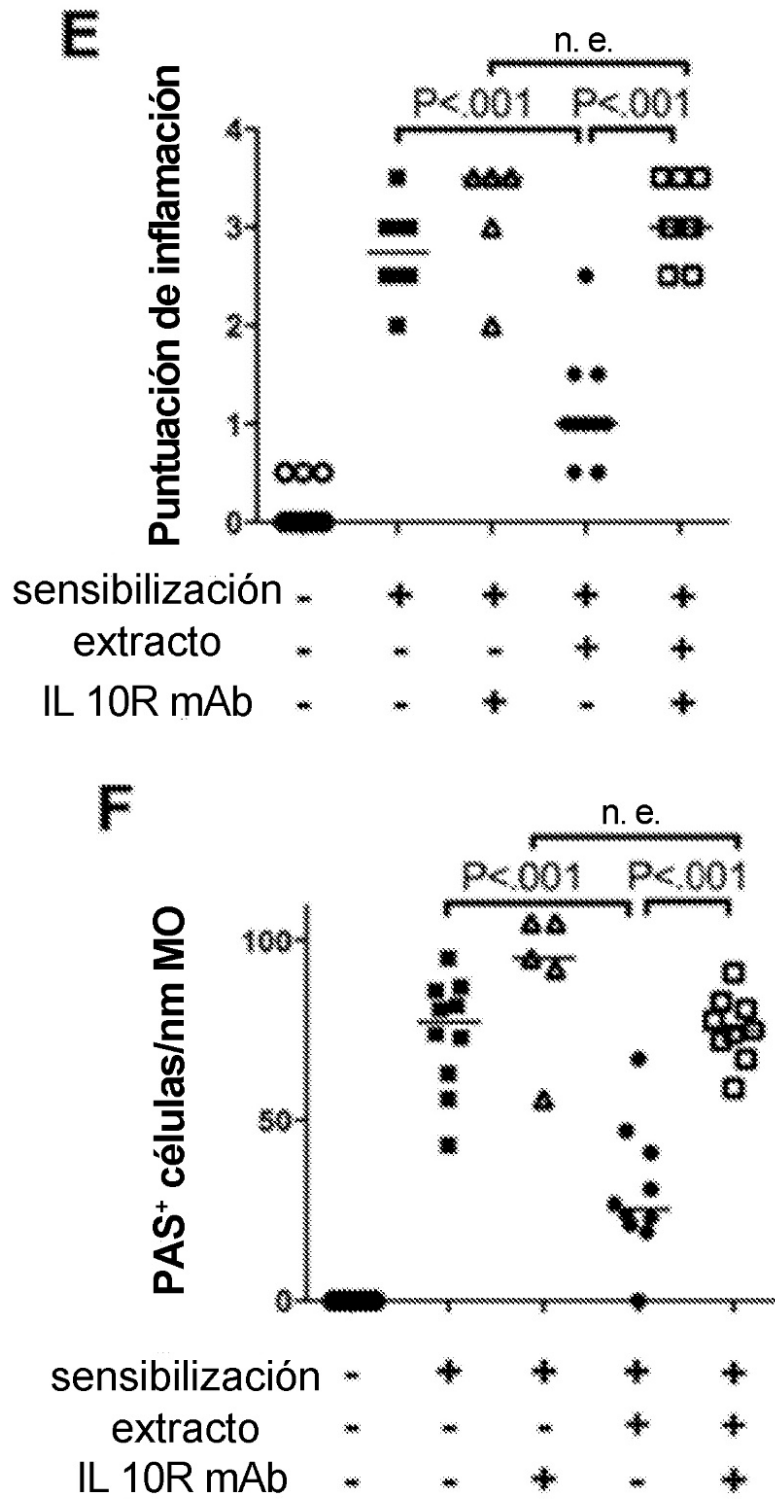 E
n. e.
P<.001 P<.001
Puntuación de inflamación
4
3
2
1
0
sensibilización - + + + +
extracto - - - + +
IL 10R mAb - - + - +
F
n. e.
P<.001 P<.001
PAS+ células/nm MO
100
50
0
sensibilización - + + + +
extracto - - - + +
IL 10R mAb - - + - +